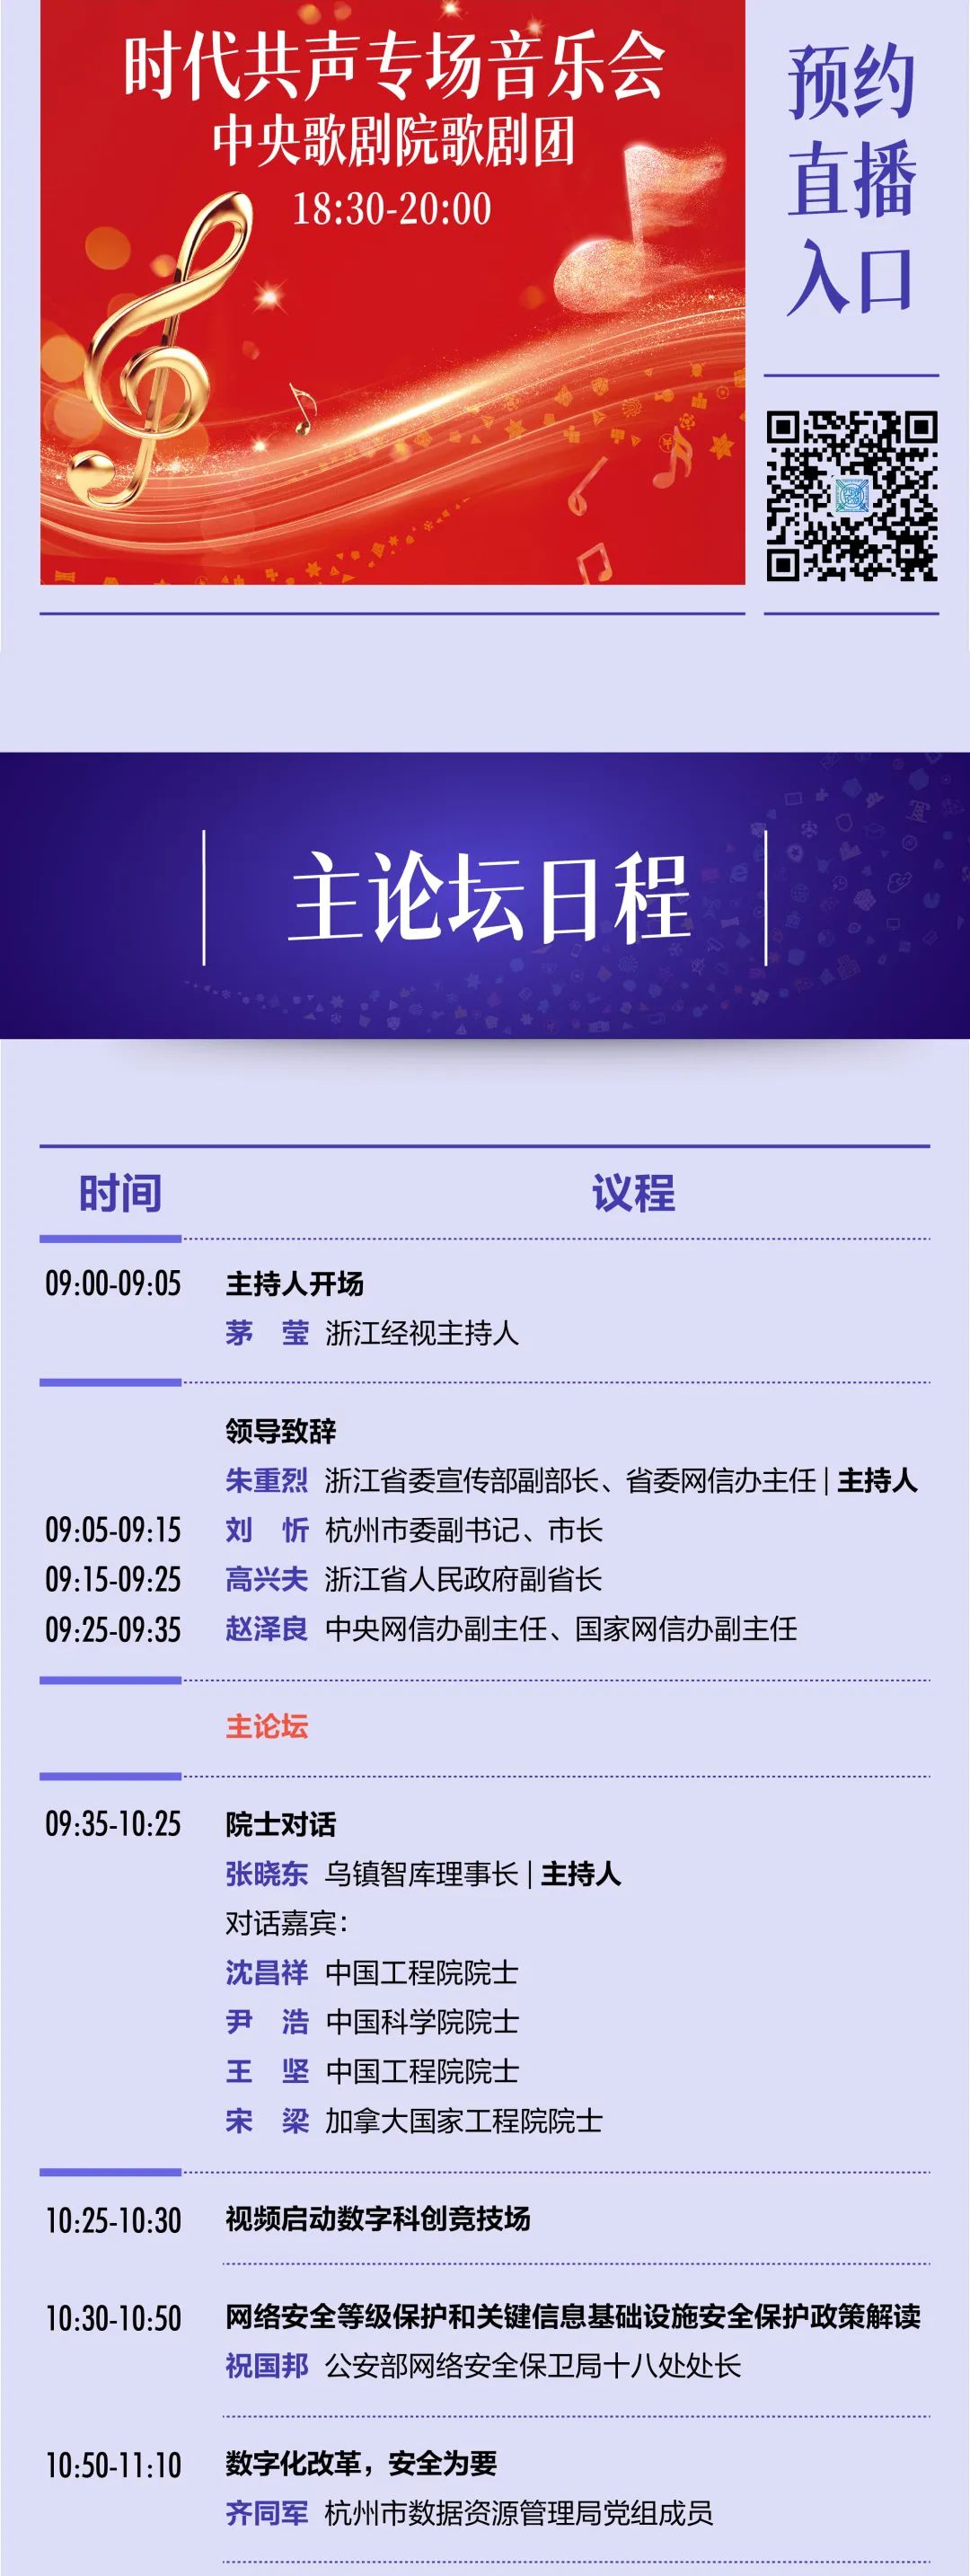 时代共声专场音乐会
中央歌剧院歌剧团
18:30-20:00
预约
直播
入口
主论坛日程
时间 议程
09:00-09:05 主持人开场
茅 莹 浙江经视主持人
领导致辞
朱重烈 浙江省委宣传部副部长、省委网信办主任 | 主持人
09:05-09:15 刘 忻 杭州市委副书记、市长
09:15-09:25 高兴夫 浙江省人民政府副省长
09:25-09:35 赵泽良 中央网信办副主任、国家网信办副主任
主论坛
09:35-10:25 院士对话
张晓东 乌镇智库理事长 | 主持人
对话嘉宾：
沈昌祥 中国工程院院士
尹 浩 中国科学院院士
王 坚 中国工程院院士
宋 梁 加拿大国家工程院院士
10:25-10:30 视频启动数字科创竞技场
10:30-10:50 网络安全等级保护和关键信息基础设施安全保护政策解读
祝国邦 公安部网络安全保卫局十八处处长
10:50-11:10 数字化改革，安全为要
齐同军 杭州市数据资源管理局党组成员